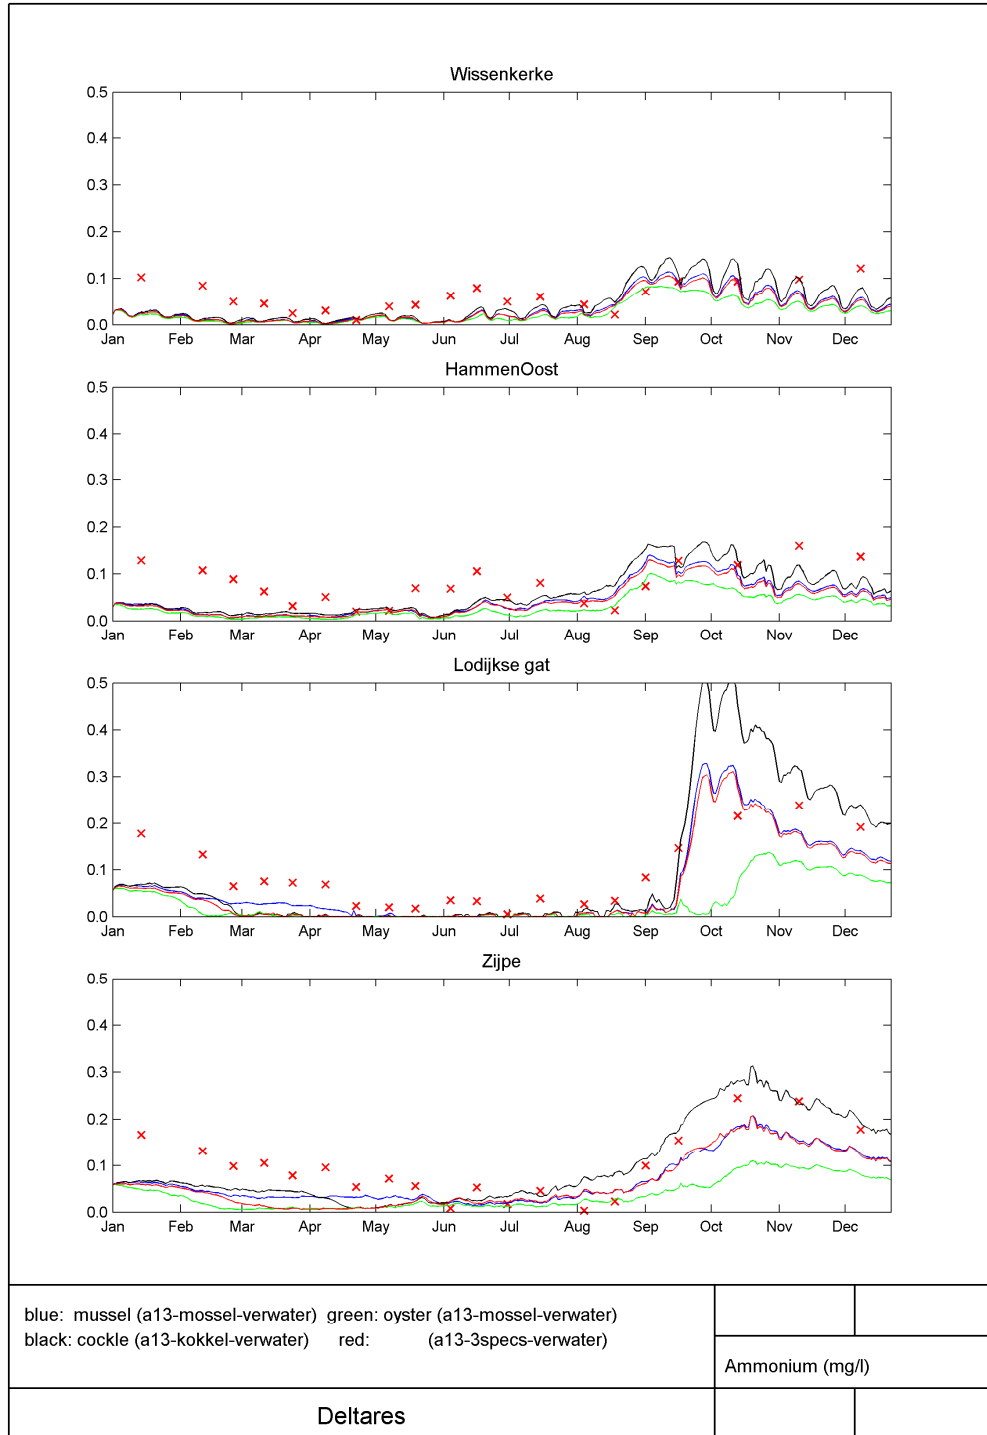 Wissenkerke
0.5
0.4
0.3
0.2
0.1
0.0
Jan Feb Mar Apr May Jun Jul Aug Sep Oct Nov Dec
HammenOost
0.5
0.4
0.3
0.2
0.1
0.0
Jan Feb Mar Apr May Jun Jul Aug Sep Oct Nov Dec
Lodijkse gat
0.5
0.4
0.3
0.2
0.1
0.0
Jan Feb Mar Apr May Jun Jul Aug Sep Oct Nov Dec
Zijpe
0.5
0.4
0.3
0.2
0.1
0.0
Jan Feb Mar Apr May Jun Jul Aug Sep Oct Nov Dec
blue: mussel (a13-mossel-verwater) green: oyster (a13-mossel-verwater)
black: cockle (a13-kokkel-verwater) red: (a13-3specs-verwater)
Ammonium (mg/l)
Deltares